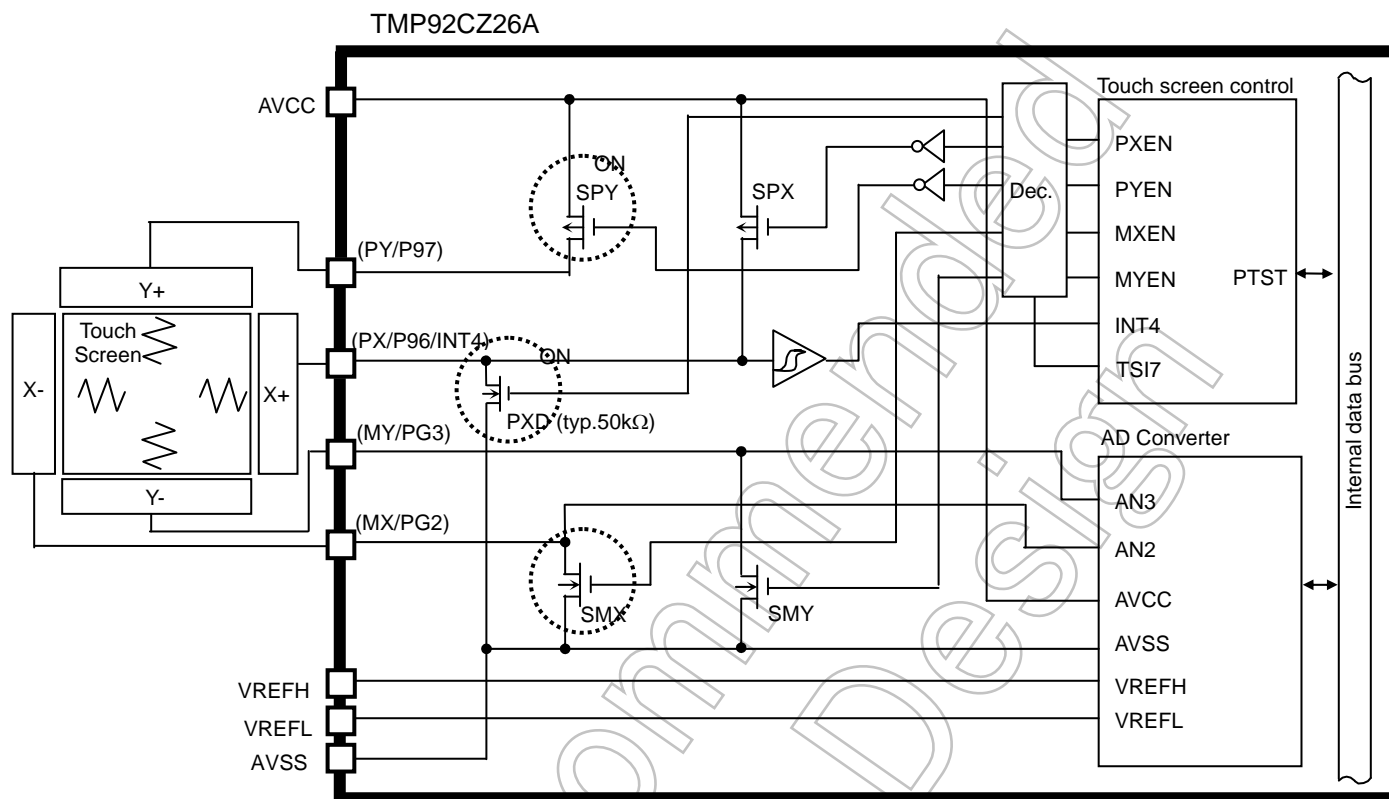 TMP92CZ26A
AVCC
Touch screen control
ON
SPY
SPX
Dec.
PXEN
PYEN
MXEN
MYEN
PTST
INT4
TSI7
(PY/P97)
Y+
Touch
Screen
X-
X+
Y-
(PX/P96/INT4)
ON
PXD (typ.50kΩ)
(MY/PG3)
(MX/PG2)
SMX
SMY
AD Converter
AN3
AN2
AVCC
AVSS
VREFH
VREFL
Internal data bus
VREFH
VREFL
AVSS
ommended
Design